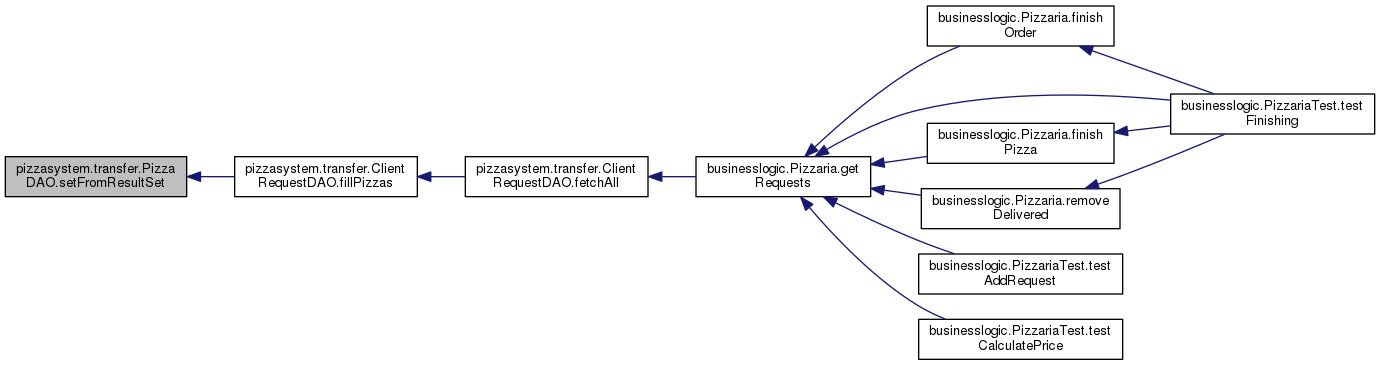 pizzasystem.transfer.Pizza
DAO.setFromResultSet
pizzasystem.transfer.Client
RequestDAO.fillPizzas
pizzasystem.transfer.Client
RequestDAO.fetchAll
businesslogic.Pizzaria.get
Requests
businesslogic.Pizzaria.finish
Order
businesslogic.Pizzaria.finish
Pizza
businesslogic.Pizzaria.remove
Delivered
businesslogic.PizzariaTest.test
AddRequest
businesslogic.PizzariaTest.test
CalculatePrice
businesslogic.PizzariaTest.test
Finishing